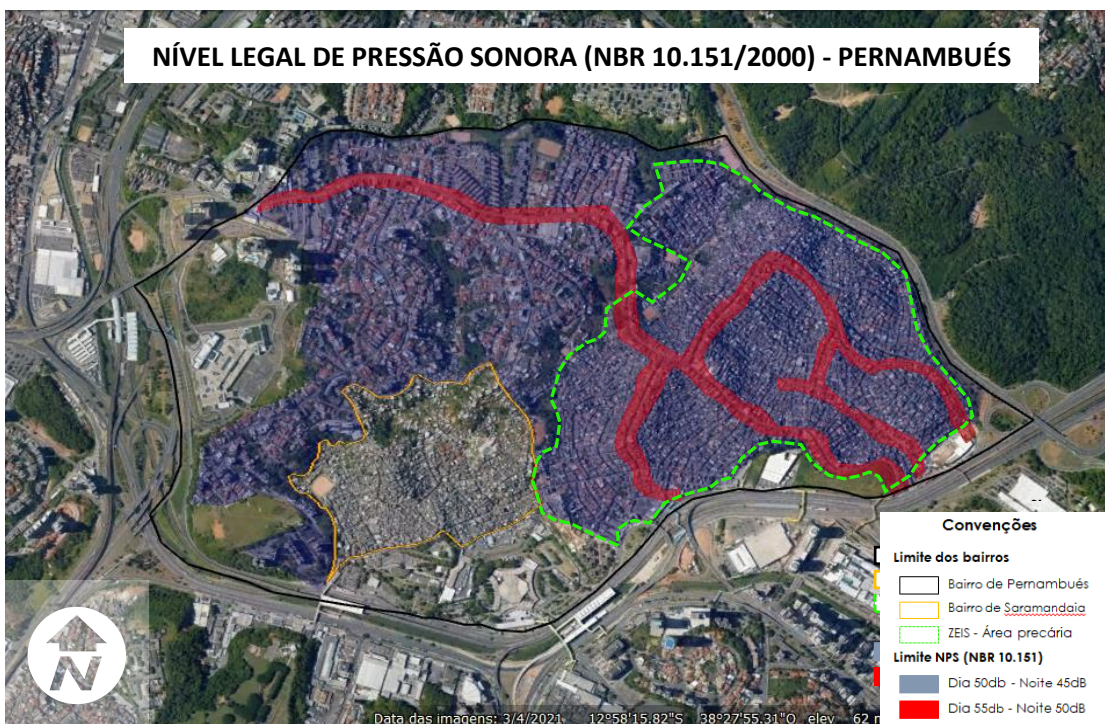 NÍVEL LEGAL DE PRESSÃO SONORA (NBR 10.151/2000) - PERNAMBUÉS
Convenções
Limite dos bairros
Bairro de Pernambués
Bairro de Saramandaia
ZEIS - Área precária
Limite NPS (NBR 10.151)
Dia 50db - Noite 45dB
Dia 55db - Noite 50dB
N
Data das imagens: 3/4/2021 12°58'15.82"S 38°27'55.31"O elev 62